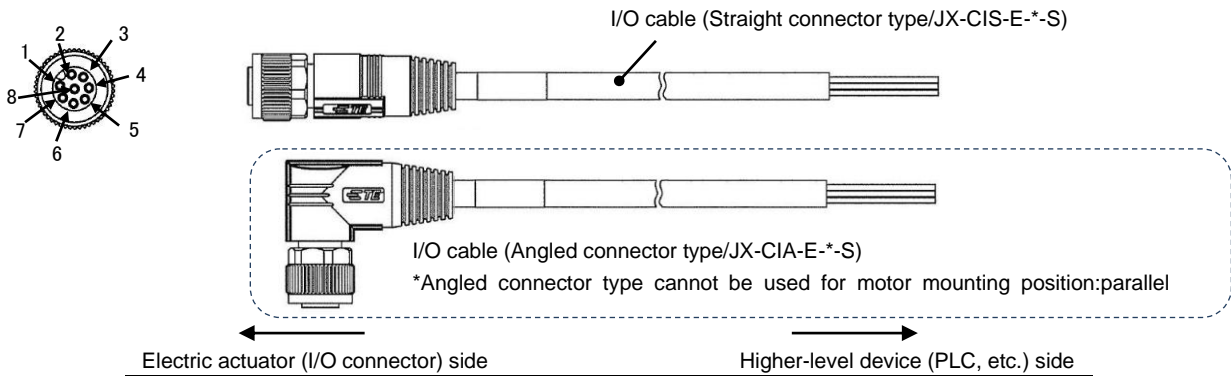 I/O cable (Straight connector type/JX-CIS-E-*-S)
1
2
3
4
8
7
5
6
TE
TE
I/O cable (Angled connector type/JX-CIA-E-*-S)
*Angled connector type cannot be used for motor mounting position:parallel
Electric actuator (I/O connector) side
Higher-level device (PLC, etc.) side